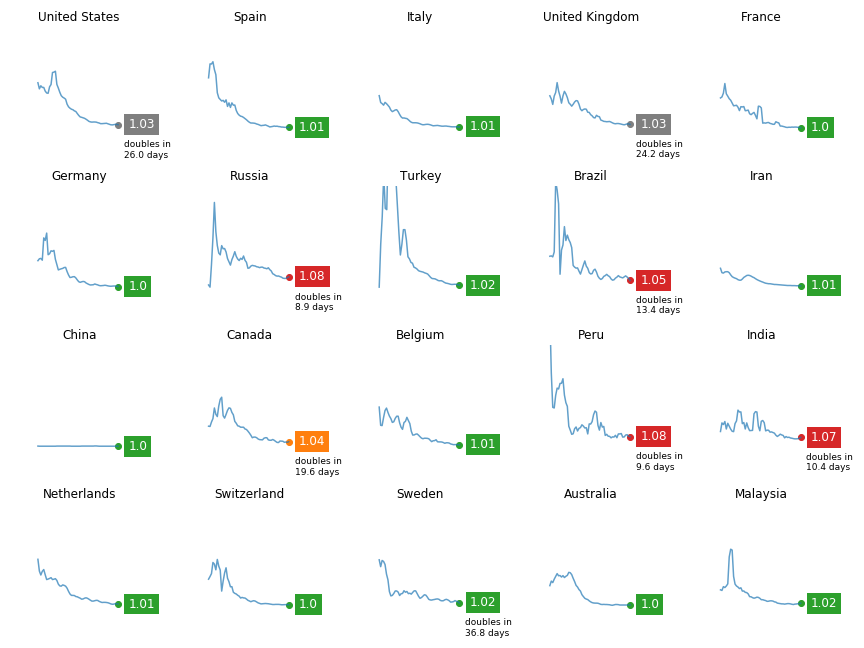 United States
Spain
Italy
United Kingdom
France
1.03
doubles in
26.0 days
1.01
1.01
1.03
doubles in
24.2 days
1.0
Germany
Russia
Turkey
Brazil
Iran
1.0
1.08
doubles in
8.9 days
1.02
1.05
doubles in
13.4 days
1.01
China
Canada
Belgium
Peru
India
1.0
1.04
doubles in
19.6 days
1.01
1.08
doubles in
9.6 days
1.07
doubles in
10.4 days
Netherlands
Switzerland
Sweden
Australia
Malaysia
1.01
1.0
1.02
doubles in
36.8 days
1.0
1.02